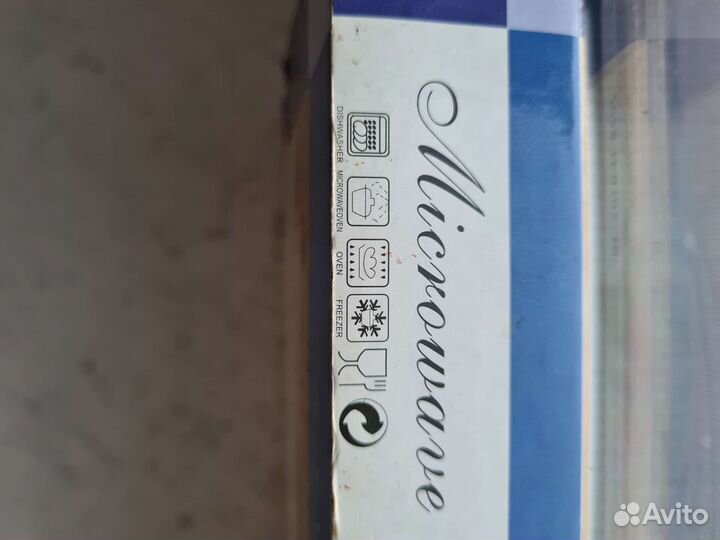 Microwave
DISHWASHER
MICROWAVEOVEN
OVEN
FREEZER
Avito